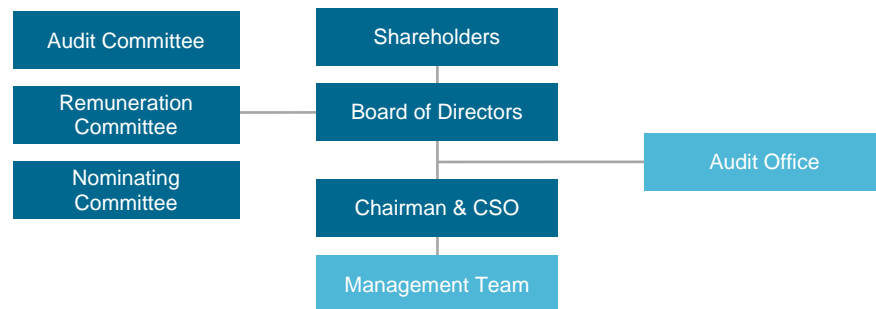 Audit Committee
Shareholders
Remuneration
Committee
Board of Directors
Audit Office
Nominating
Committee
Chairman & CSO
Management Team